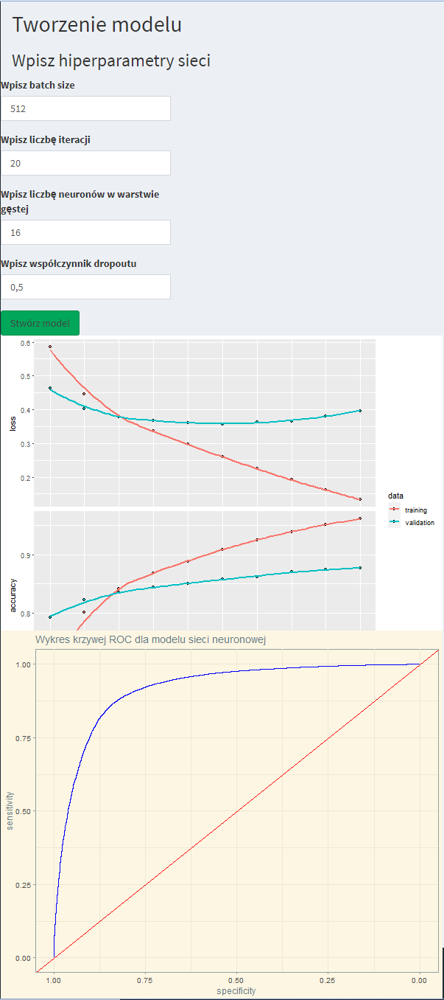 Tworzenie modelu
Wpisz hiperparametry sieci
Wpisz batch size
512
Wpisz liczbę iteracji
20
Wpisz liczbę neuronów w warstwie
gęstej
16
Wpisz współczynnik dropoutu
0,5
Stwórz model
0.6
0.5
0.4
0.3
0.2
loss
data
training
validation
0.9
0.8
accuracy
Wykres krzywej ROC dla modelu sieci neuronowej
1.00
0.75
0.50
0.25
0.00
sensitivity
1.00 0.75 0.50 0.25 0.00
specificity